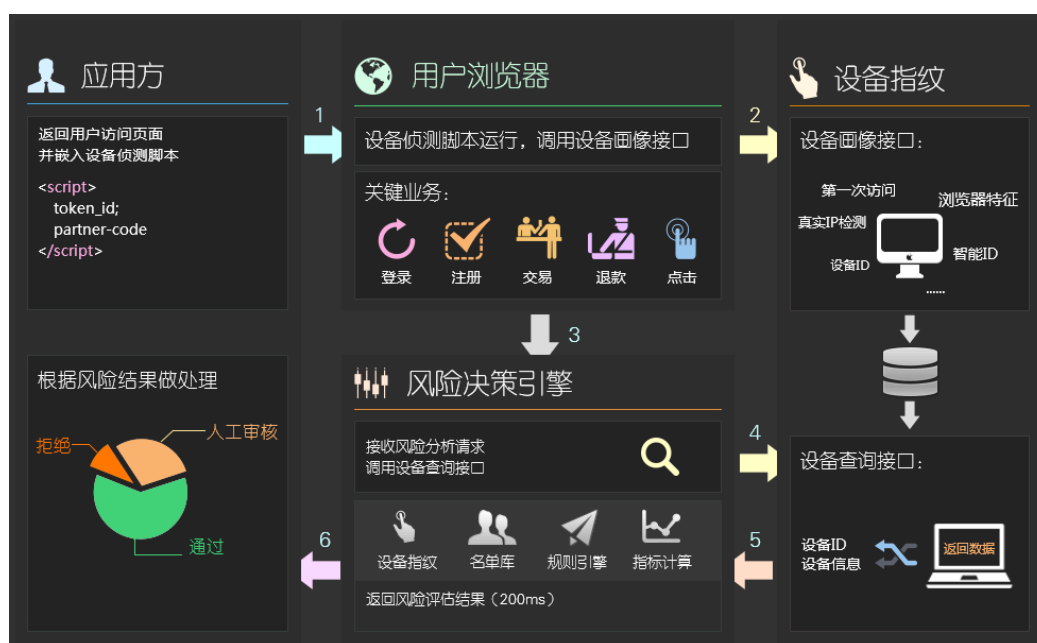 应用方
返回用户访问页面
并嵌入设备侦测脚本
<script>
token_id;
partner-code
</script>
1
用户浏览器
设备侦测脚本运行，调用设备画像接口
关键业务：
登录
注册
交易
退款
点击
2
设备指纹
设备画像接口：
第一次访问
浏览器特征
真实IP检测
智能ID
设备ID
......
3
根据风险结果做处理
拒绝
人工审核
通过
风险决策引擎
接收风险分析请求
调用设备查询接口
4
设备查询接口：
设备指纹
名单库
规则引擎
指标计算
返回风险评估结果（200ms）
5
设备ID
设备信息
返回数据
6